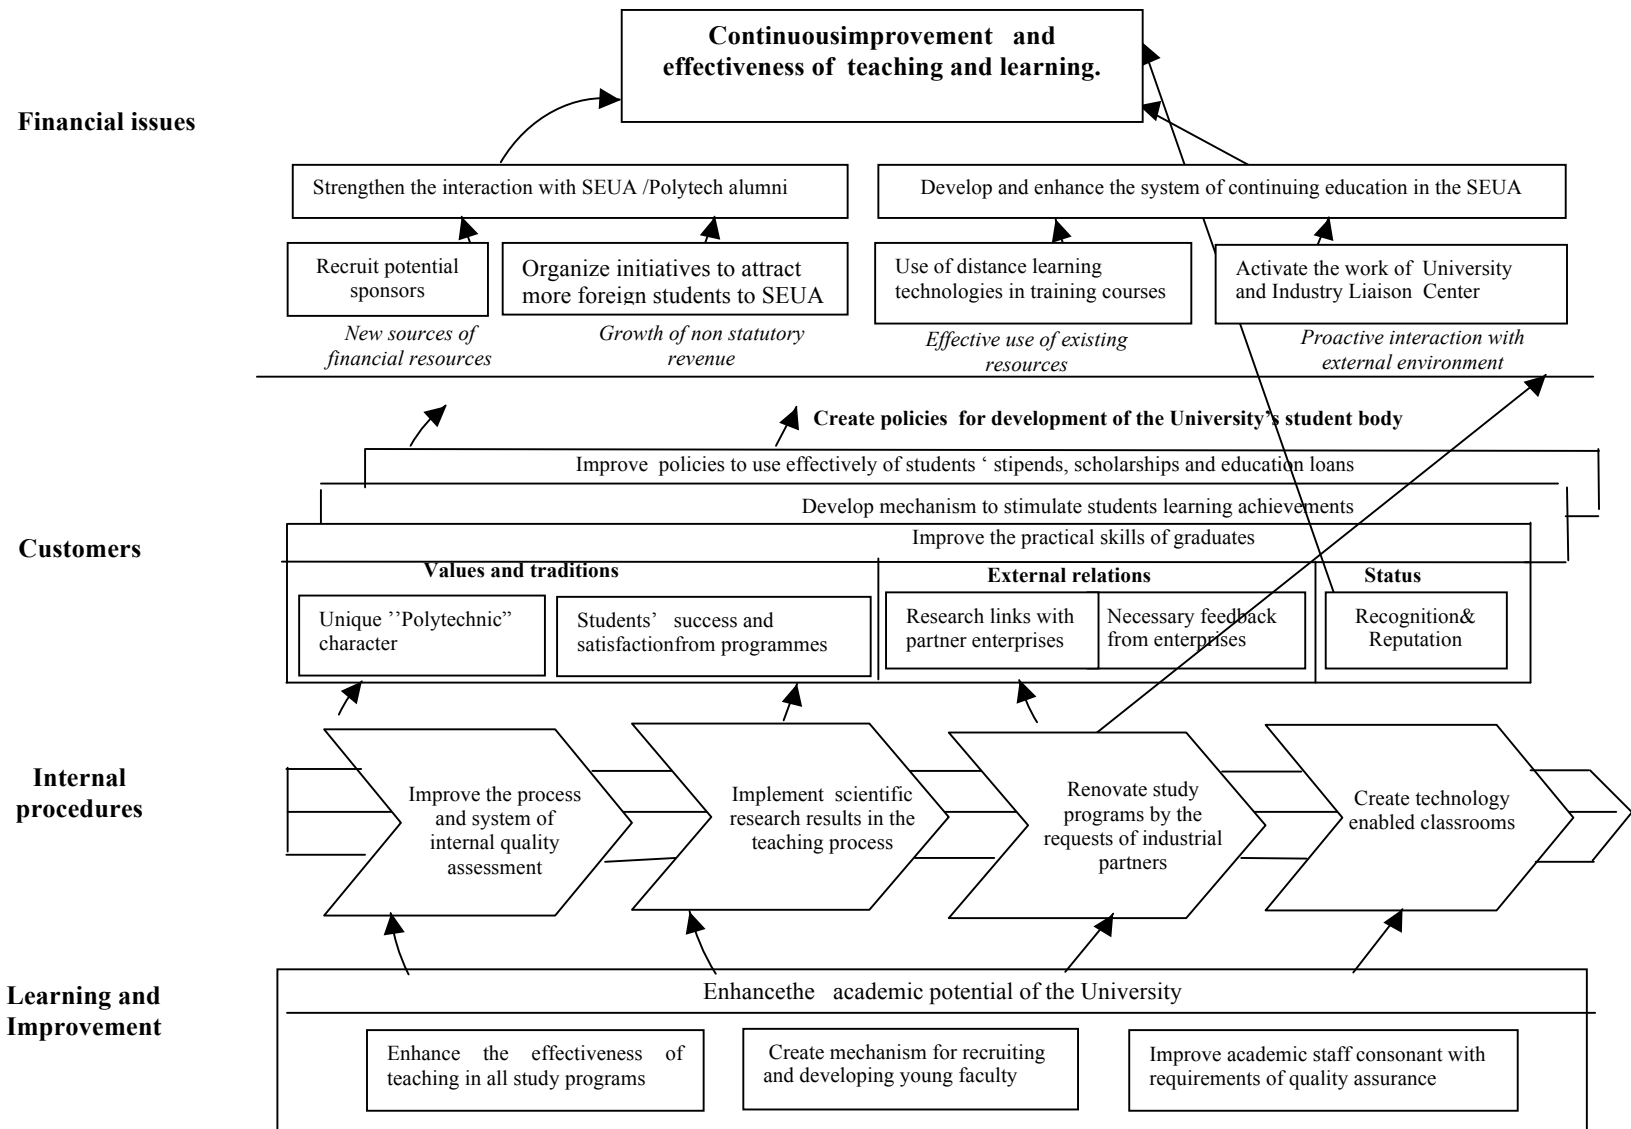 Continuousimprovement and
effectiveness of teaching and learning.
Financial issues
Strengthen the interaction with SEUA /Polytech alumni
Develop and enhance the system of continuing education in the SEUA
Recruit potential
sponsors
Organize initiatives to attract
more foreign students to SEUA
Use of distance learning
technologies in training courses
Activate the work of University
and Industry Liaison Center
New sources of
financial resources
Growth of non statutory
revenue
Effective use of existing
resources
Proactive interaction with
external environment
Create policies for development of the University's student body
Improve policies to use effectively of students ‘ stipends, scholarships and education loans
Develop mechanism to stimulate students learning achievements
Customers
Improve the practical skills of graduates
Values and traditions
External relations
Status
Unique ’’Polytechnic”
character
Students’ success and
satisfactionfrom programmes
Research links with
partner enterprises
Necessary feedback
from enterprises
Recognition&
Reputation
Internal
procedures
Improve the process
and system of
internal quality
assessment
Implement scientific
research results in the
teaching process
Renovate study
programs by the
requests of industrial
partners
Create technology
enabled classrooms
Learning and
Improvement
Enhancethe academic potential of the University
Enhance the effectiveness of
teaching in all study programs
Create mechanism for recruiting
and developing young faculty
Improve academic staff consonant with
requirements of quality assurance